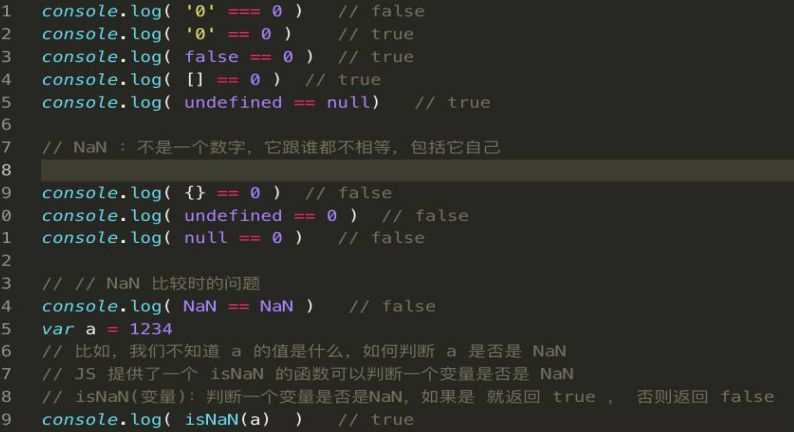 1 console.log( '0' === 0 ) // false
2 console.log( '0' == 0 ) // true
3 console.log( false == 0 ) // true
4 console.log( [] == 0 ) // true
5 console.log( undefined == null) // true
6
7 // NaN : 不是一个数字，它跟谁都不相等，包括它自己
8
9 console.log( {} == 0 ) // false
0 console.log( undefined == 0 ) // false
1 console.log( null == 0 ) // false
2
3 // // NaN 比较时的问题
4 console.log( NaN == NaN ) // false
5 var a = 1234
6 // 比如，我们不知道 a 的值是什么，如何判断 a 是否是 NaN
7 // JS 提供了一个 isNaN 的函数可以判断一个变量是否是 NaN
8 // isNaN(变量)：判断一个变量是否是NaN，如果是 就返回 true ， 否则返回 false
9 console.log( isNaN(a) ) // true